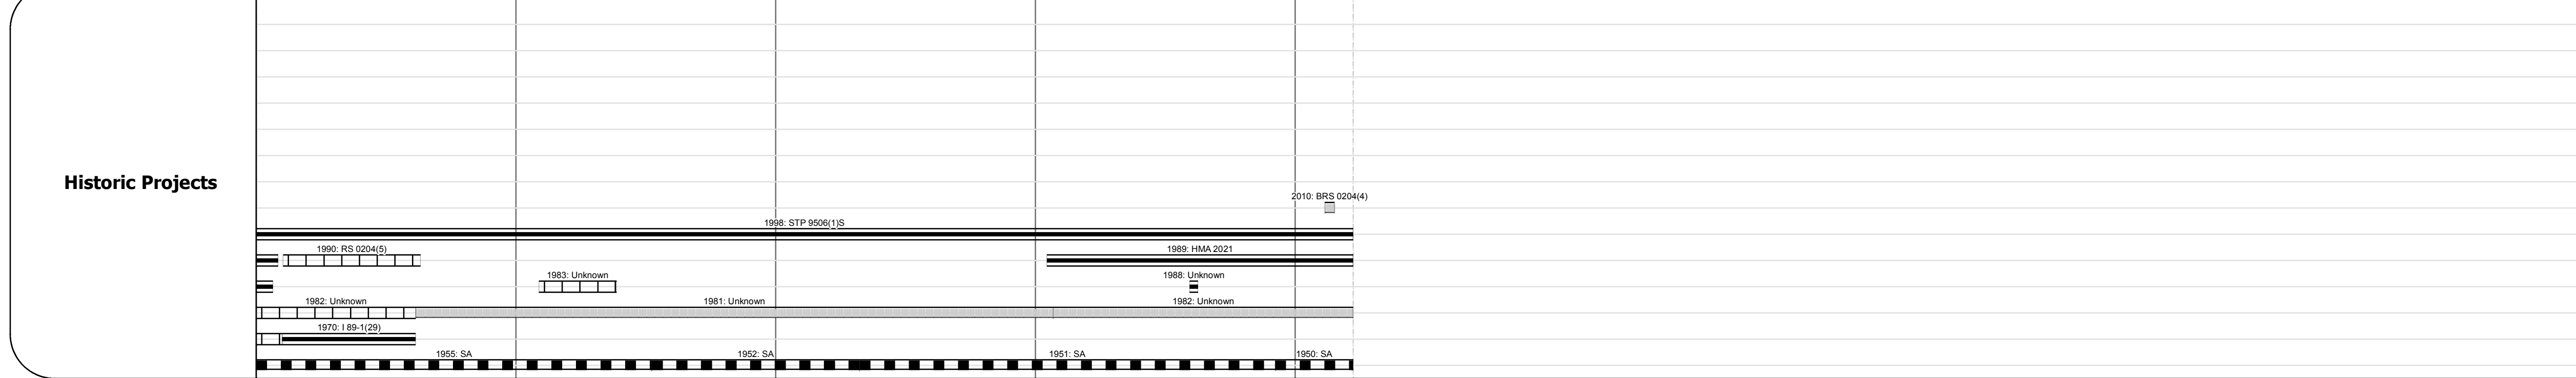 Historic Projects
2010: BRS 0204(4)
1998: STP 9506(1)S
1990: RS 0204(5)
1989: HMA 2021
1983: Unknown
1988: Unknown
1982: Unknown
1981: Unknown
1982: Unknown
1970: I 89-1(29)
1955: SA
1952: SA
1951: SA
1950: SA